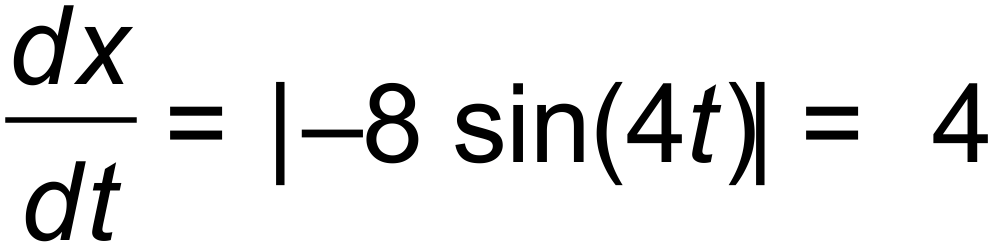 dx/dt = |–8 sin(4t)| = 4